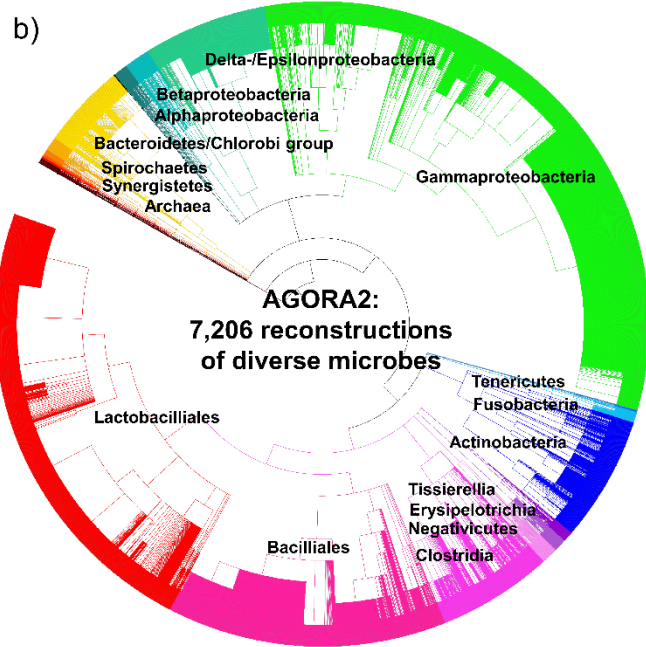 b)
Delta-/Epsilonproteobacteria
Betaproteobacteria
Alphaproteobacteria
Bacteroidetes/Chlorobi group
Spirochaetes
Synergistetes
Archaea
Gammaproteobacteria
AGORA2:
7,206 reconstructions
of diverse microbes
Tenericutes
Fusobacteria
Lactobacilliales
Actinobacteria
Tissierellia
Erysipelotrichia
Negativicutes
Bacilliales
Clostridia